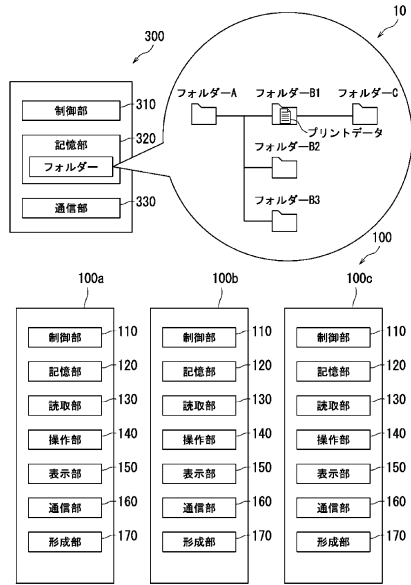 10
300
制御部 310
記憶部 320
フォルダー
通信部 330
フォルダーA フォルダーB1 フォルダーC
プリントデータ
フォルダーB2
フォルダーB3
100
100a 100b 100c
制御部 110 制御部 110 制御部 110
記憶部 120 記憶部 120 記憶部 120
読取部 130 読取部 130 読取部 130
操作部 140 操作部 140 操作部 140
表示部 150 表示部 150 表示部 150
通信部 160 通信部 160 通信部 160
形成部 170 形成部 170 形成部 170